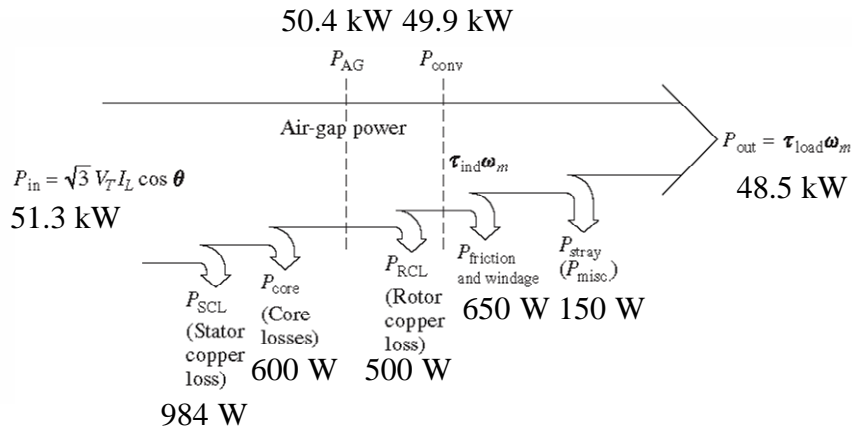 50.4 kW 49.9 kW
P_AG P_conv
Air-gap power
τ_ind ω_m
P_out = τ_load ω_m
48.5 kW
P_in = √3 V_T I_L cos θ
51.3 kW
P_SCL
(Stator
copper
loss)
984 W
P_core
(Core
losses)
600 W
P_RCL
(Rotor
copper
loss)
500 W
P_friction
and windage
650 W
P_stray
(P_misc.)
150 W